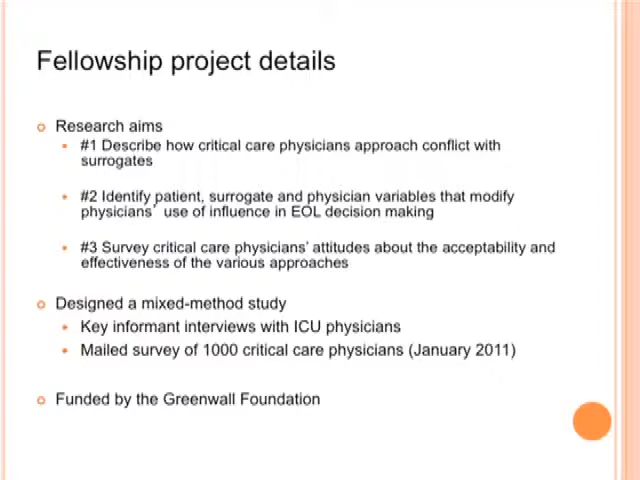 Fellowship project details
Research aims
#1 Describe how critical care physicians approach conflict with
surrogates
#2 Identify patient, surrogate and physician variables that modify
physicians’ use of influence in EOL decision making
#3 Survey critical care physicians’ attitudes about the acceptability and
effectiveness of the various approaches
Designed a mixed-method study
Key informant interviews with ICU physicians
Mailed survey of 1000 critical care physicians (January 2011)
Funded by the Greenwall Foundation